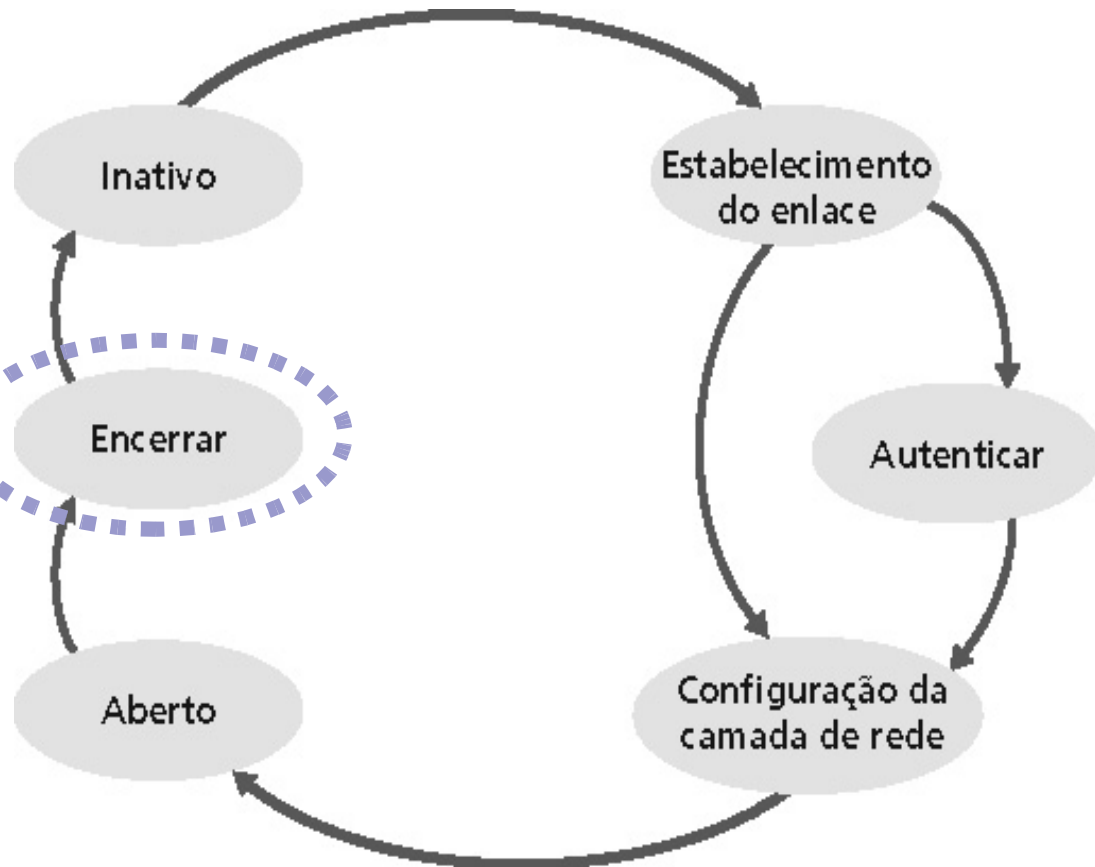 Inativo
Estabelecimento
do enlace
Encerrar
Autenticar
Aberto
Configuração da
camada de rede